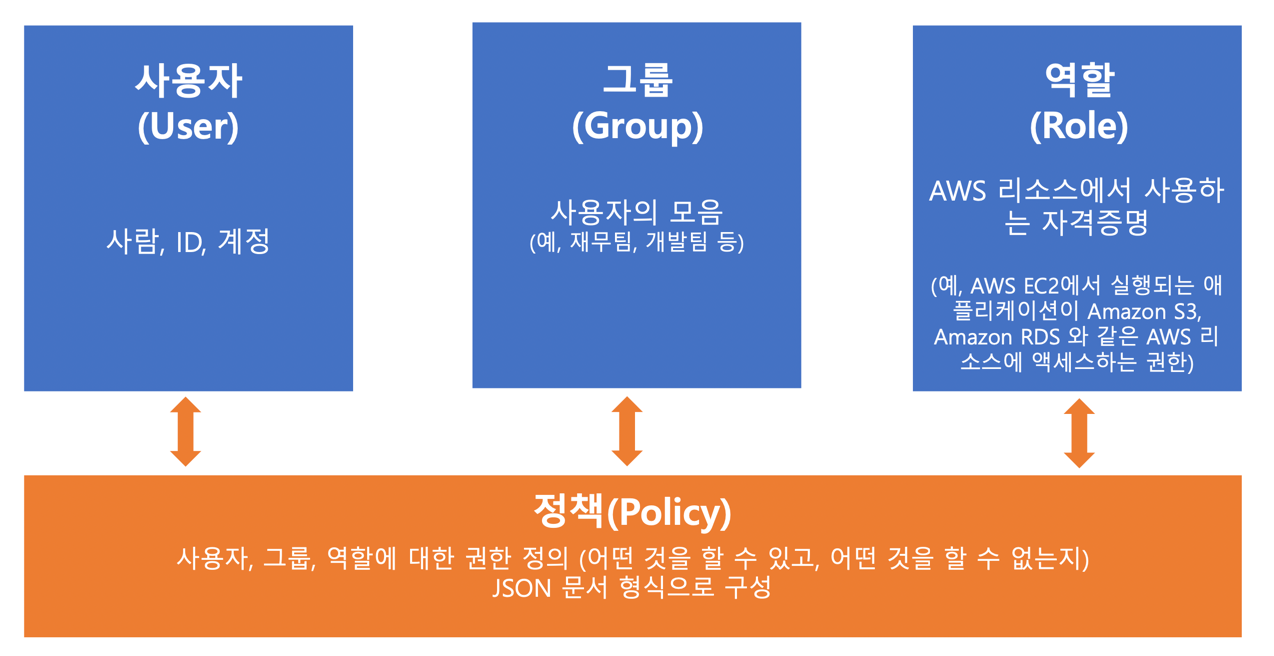 사용자
(User)
사람, ID, 계정
그룹
(Group)
사용자의 모음
(예, 재무팀, 개발팀 등)
역할
(Role)
AWS 리소스에서 사용하
는 자격증명
(예, AWS EC2에서 실행되는 애
플리케이션이 Amazon S3,
Amazon RDS 와 같은 AWS 리
소스에 액세스하는 권한)
정책(Policy)
사용자, 그룹, 역할에 대한 권한 정의 (어떤 것을 할 수 있고, 어떤 것을 할 수 없는지)
JSON 문서 형식으로 구성